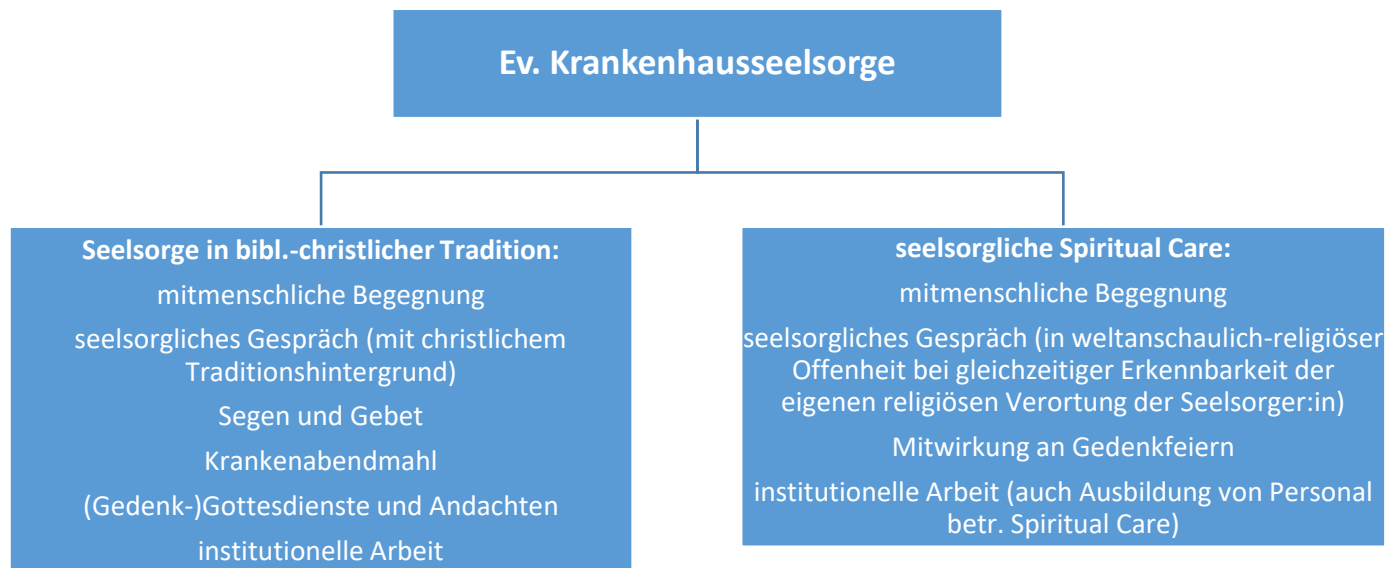 Ev. Krankenhausseelsorge
Seelsorge in bibl.-christlicher Tradition:
mitmenschliche Begegnung
seelsorgliches Gespräch (mit christlichem
Traditionshintergrund)
Segen und Gebet
Krankenabendmahl
(Gedenk-)Gottesdienste und Andachten
institutionelle Arbeit
seelsorgliche Spiritual Care:
mitmenschliche Begegnung
seelsorgliches Gespräch (in weltanschaulich-religiöser
Offenheit bei gleichzeitiger Erkennbarkeit der
eigenen religiösen Verortung der Seelsorger:in)
Mitwirkung an Gedenkfeiern
institutionelle Arbeit (auch Ausbildung von Personal
betr. Spiritual Care)